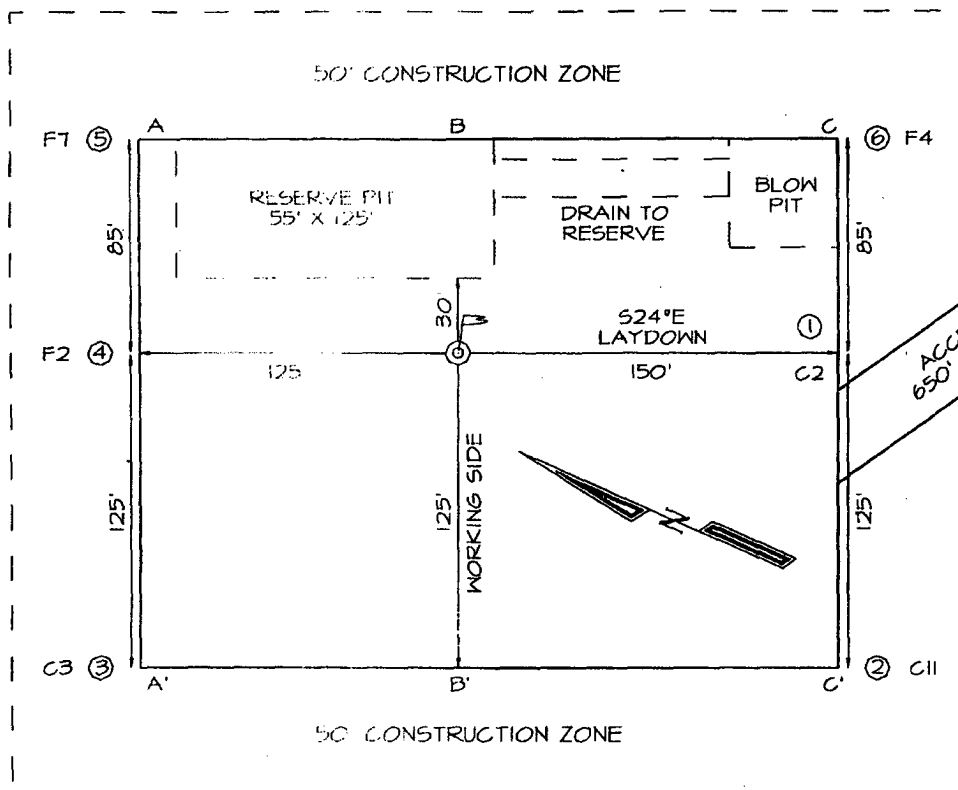 50' CONSTRUCTION ZONE
A
B
C
F7 ⑤
⑥ F4
RESERVE PIT
55' X 125'
BLOW
PIT
DRAIN TO
RESERVE
85'
85'
30'
S24°E
LAYDOWN
①
F2 ④
125
150'
C2
650'
125'
125'
WORKING SIDE
125'
N
C3 ③
② C11
A'
B'
C'
50' CONSTRUCTION ZONE